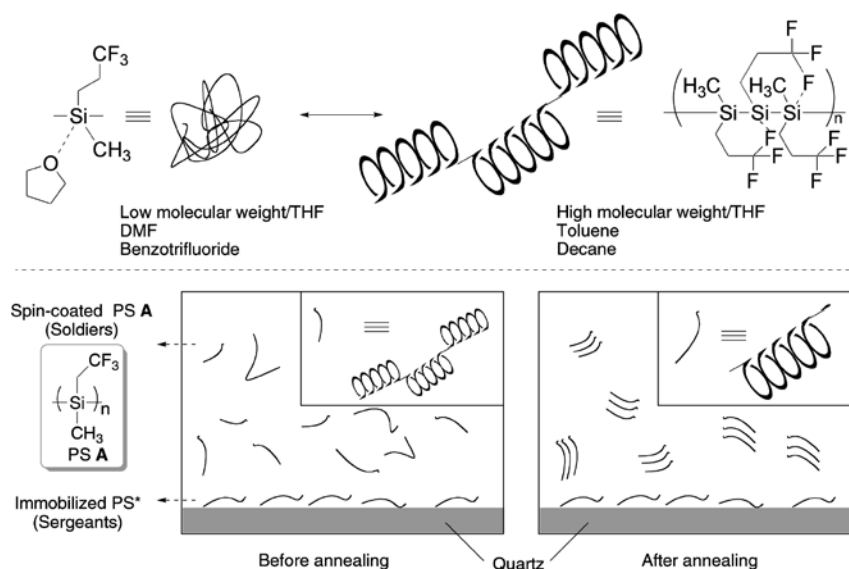 CF₃
Si
CH₃
O
Low molecular weight/THF
DMF
Benzotrifluoride
F
F
F
H₃C
CH₃
Si
Si
Si
n
F
F
F
F
F
F
High molecular weight/THF
Toluene
Decane
Spin-coated PS A
(Soldiers)
CF₃
Si
n
CH₃
PS A
Immobilized PS*
(Sergeants)
Before annealing
Quartz
After annealing